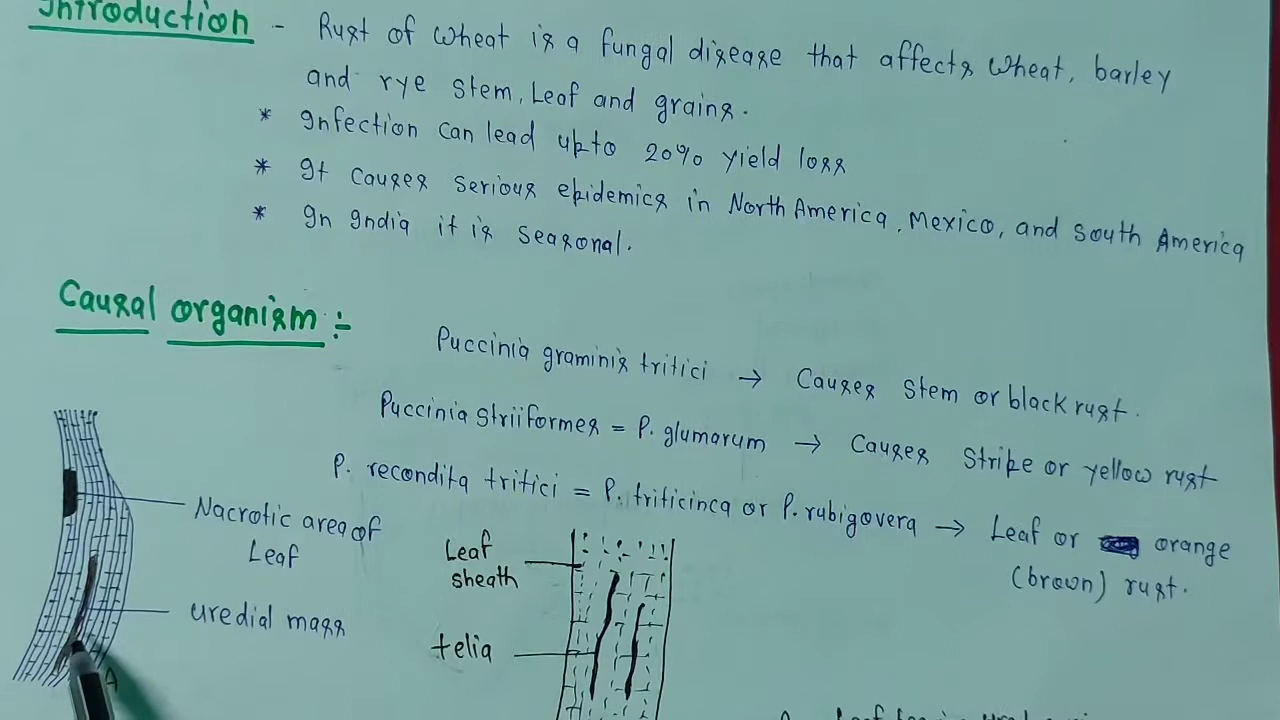 Introduction - Rust of wheat is a fungal disease that affects wheat, barley
and rye stem, Leaf and grains.
* Infection can lead upto 20% yield loss
* It causes serious epidemics in North America, Mexico, and South America
* In India it is seasonal.
Causal organism :-
Puccinia graminis tritici → Causes stem or black rust.
Puccinia striiformes = P. glumarum → Causes Stripe or yellow rust
P. recondita tritici = P. triticinca or P. rubigovera → Leaf or orange
(brown) rust.
Nacrotic area of
Leaf
uredial mass
Leaf
sheath
telia
A